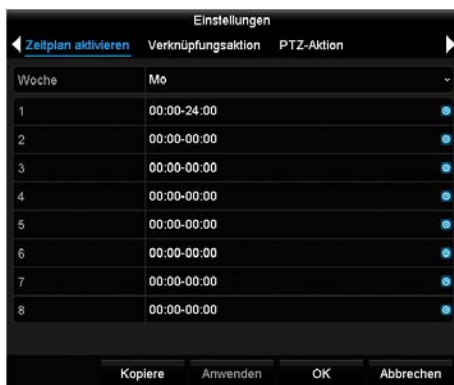 Einstellungen
Zeitplan aktivieren Verknüpfungsaktion PTZ-Aktion
Woche Mo
1 00:00-24:00
2 00:00-00:00
3 00:00-00:00
4 00:00-00:00
5 00:00-00:00
6 00:00-00:00
7 00:00-00:00
8 00:00-00:00
Kopiere Anwenden OK Abbrechen